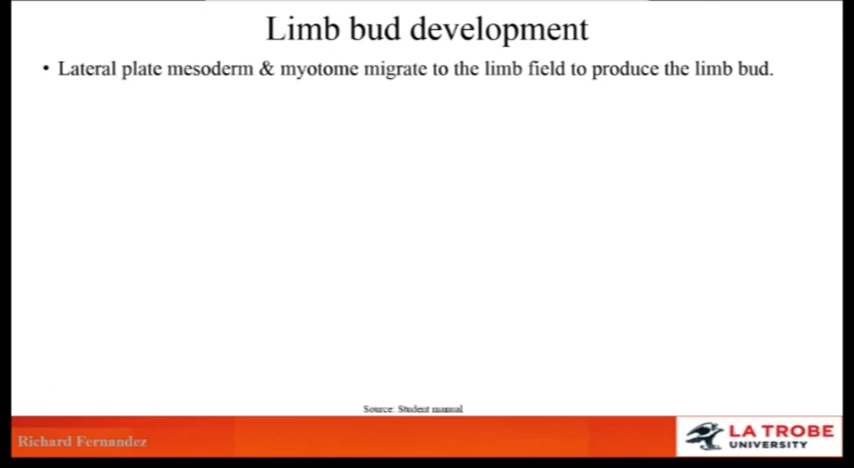 Limb bud development
• Lateral plate mesoderm & myotome migrate to the limb field to produce the limb bud.
Source: Student manual
Richard Fernandez
LA TROBE
UNIVERSITY